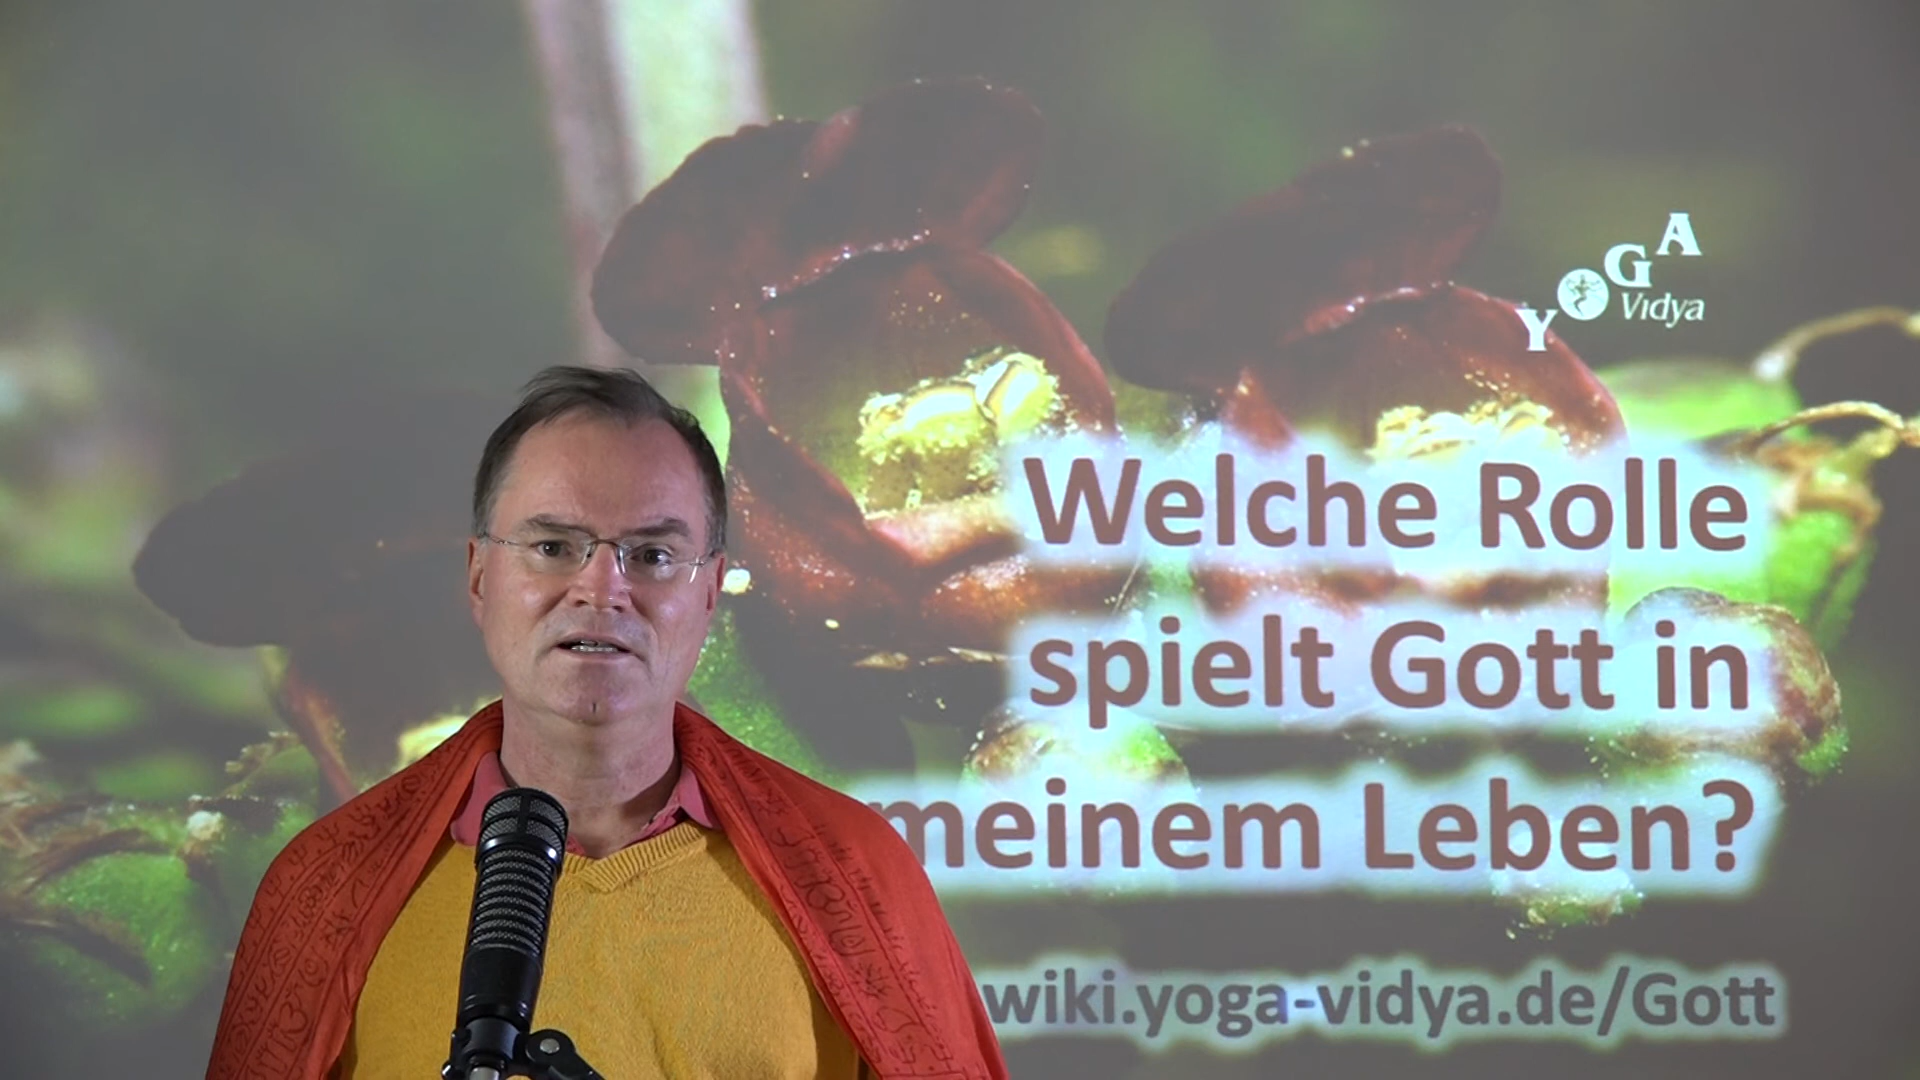 YOGA
Vidya
Welche Rolle
spielt Gott in
meinem Leben?
wiki.yoga-vidya.de/Gott